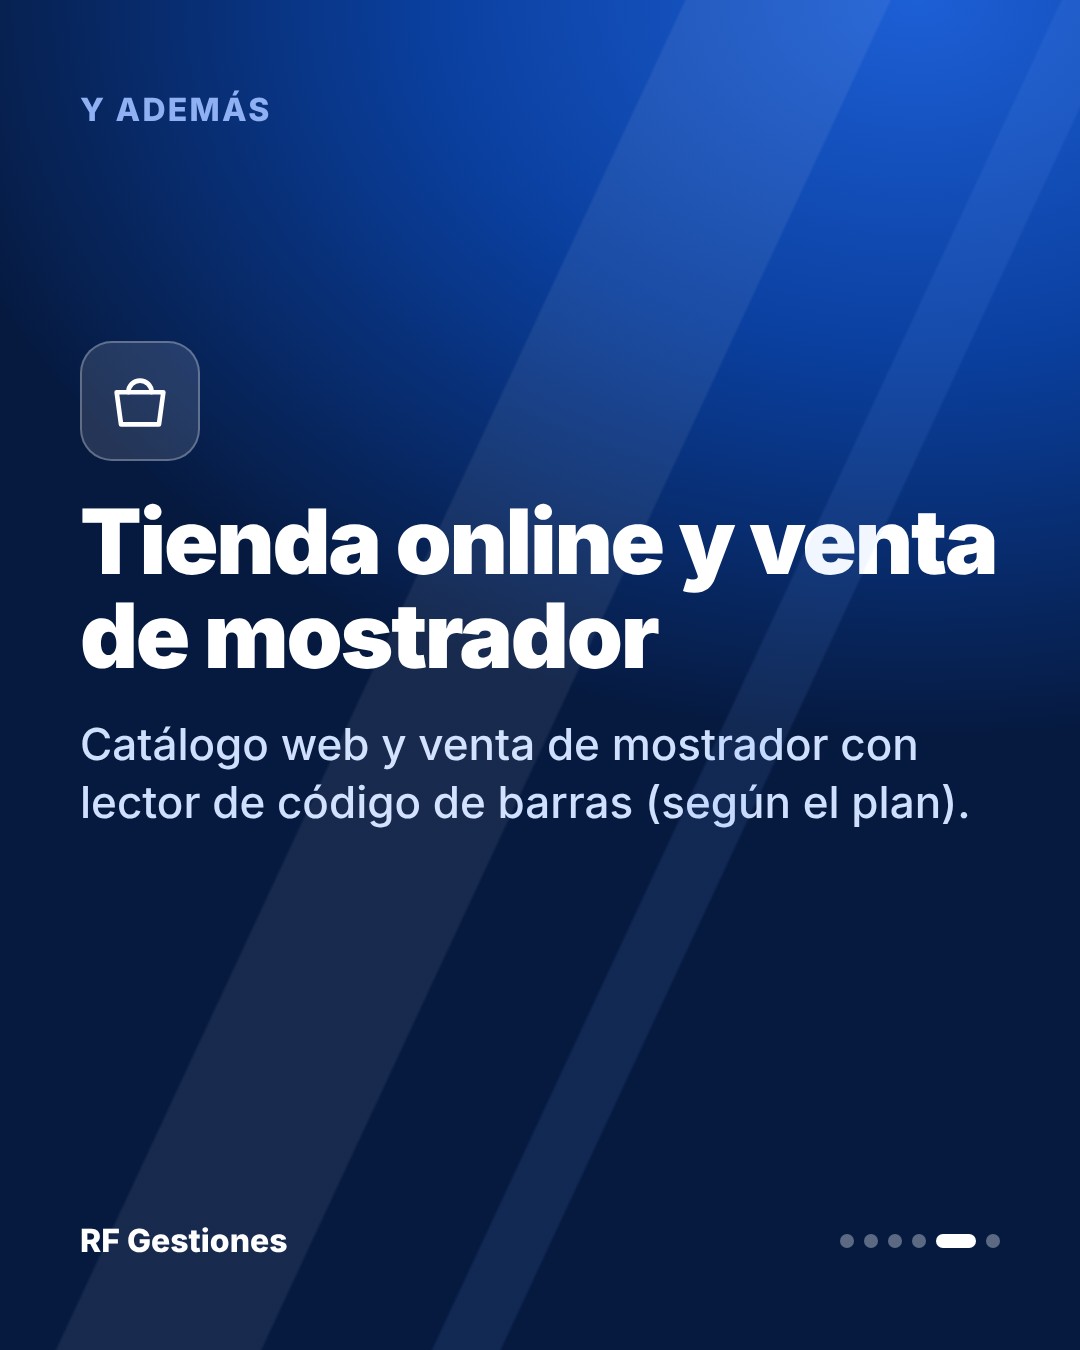 Y ADEMÁS
Tienda online y venta
de mostrador
Catálogo web y venta de mostrador con
lector de código de barras (según el plan).
RF Gestiones